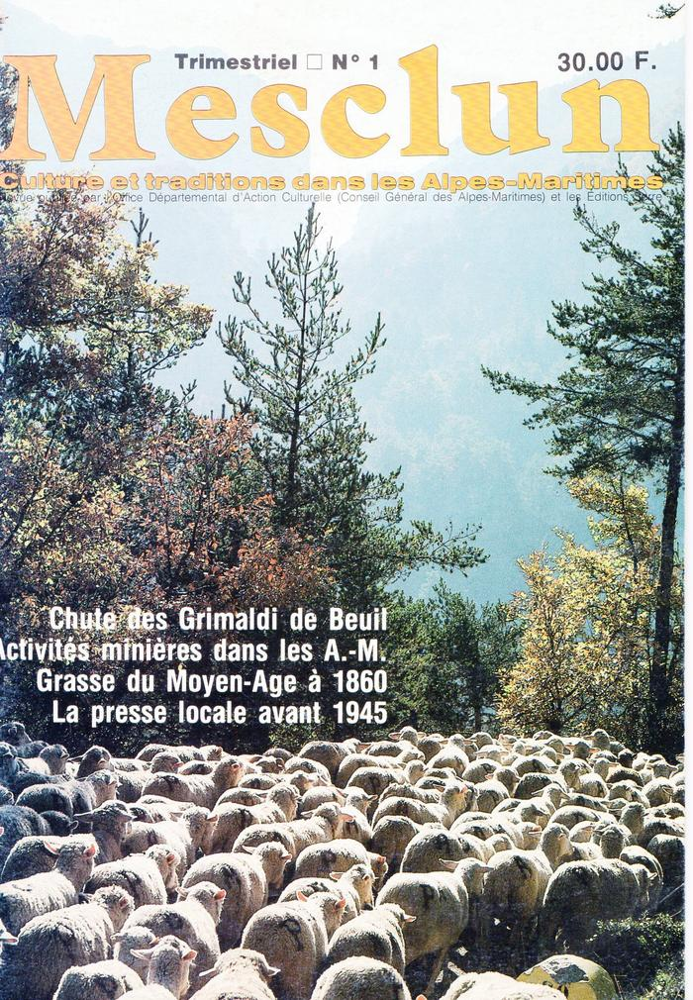 Trimestriel □ N° 1
30.00 F.
Mesclun
Culture et traditions dans les Alpes-Maritimes
Revue publiée par l'Office Départemental d'Action Culturelle (Conseil Général des Alpes-Maritimes) et les Éditions Serre
Chute des Grimaldi de Beuil
Activités minières dans les A.-M.
Grasse du Moyen-Age à 1860
La presse locale avant 1945